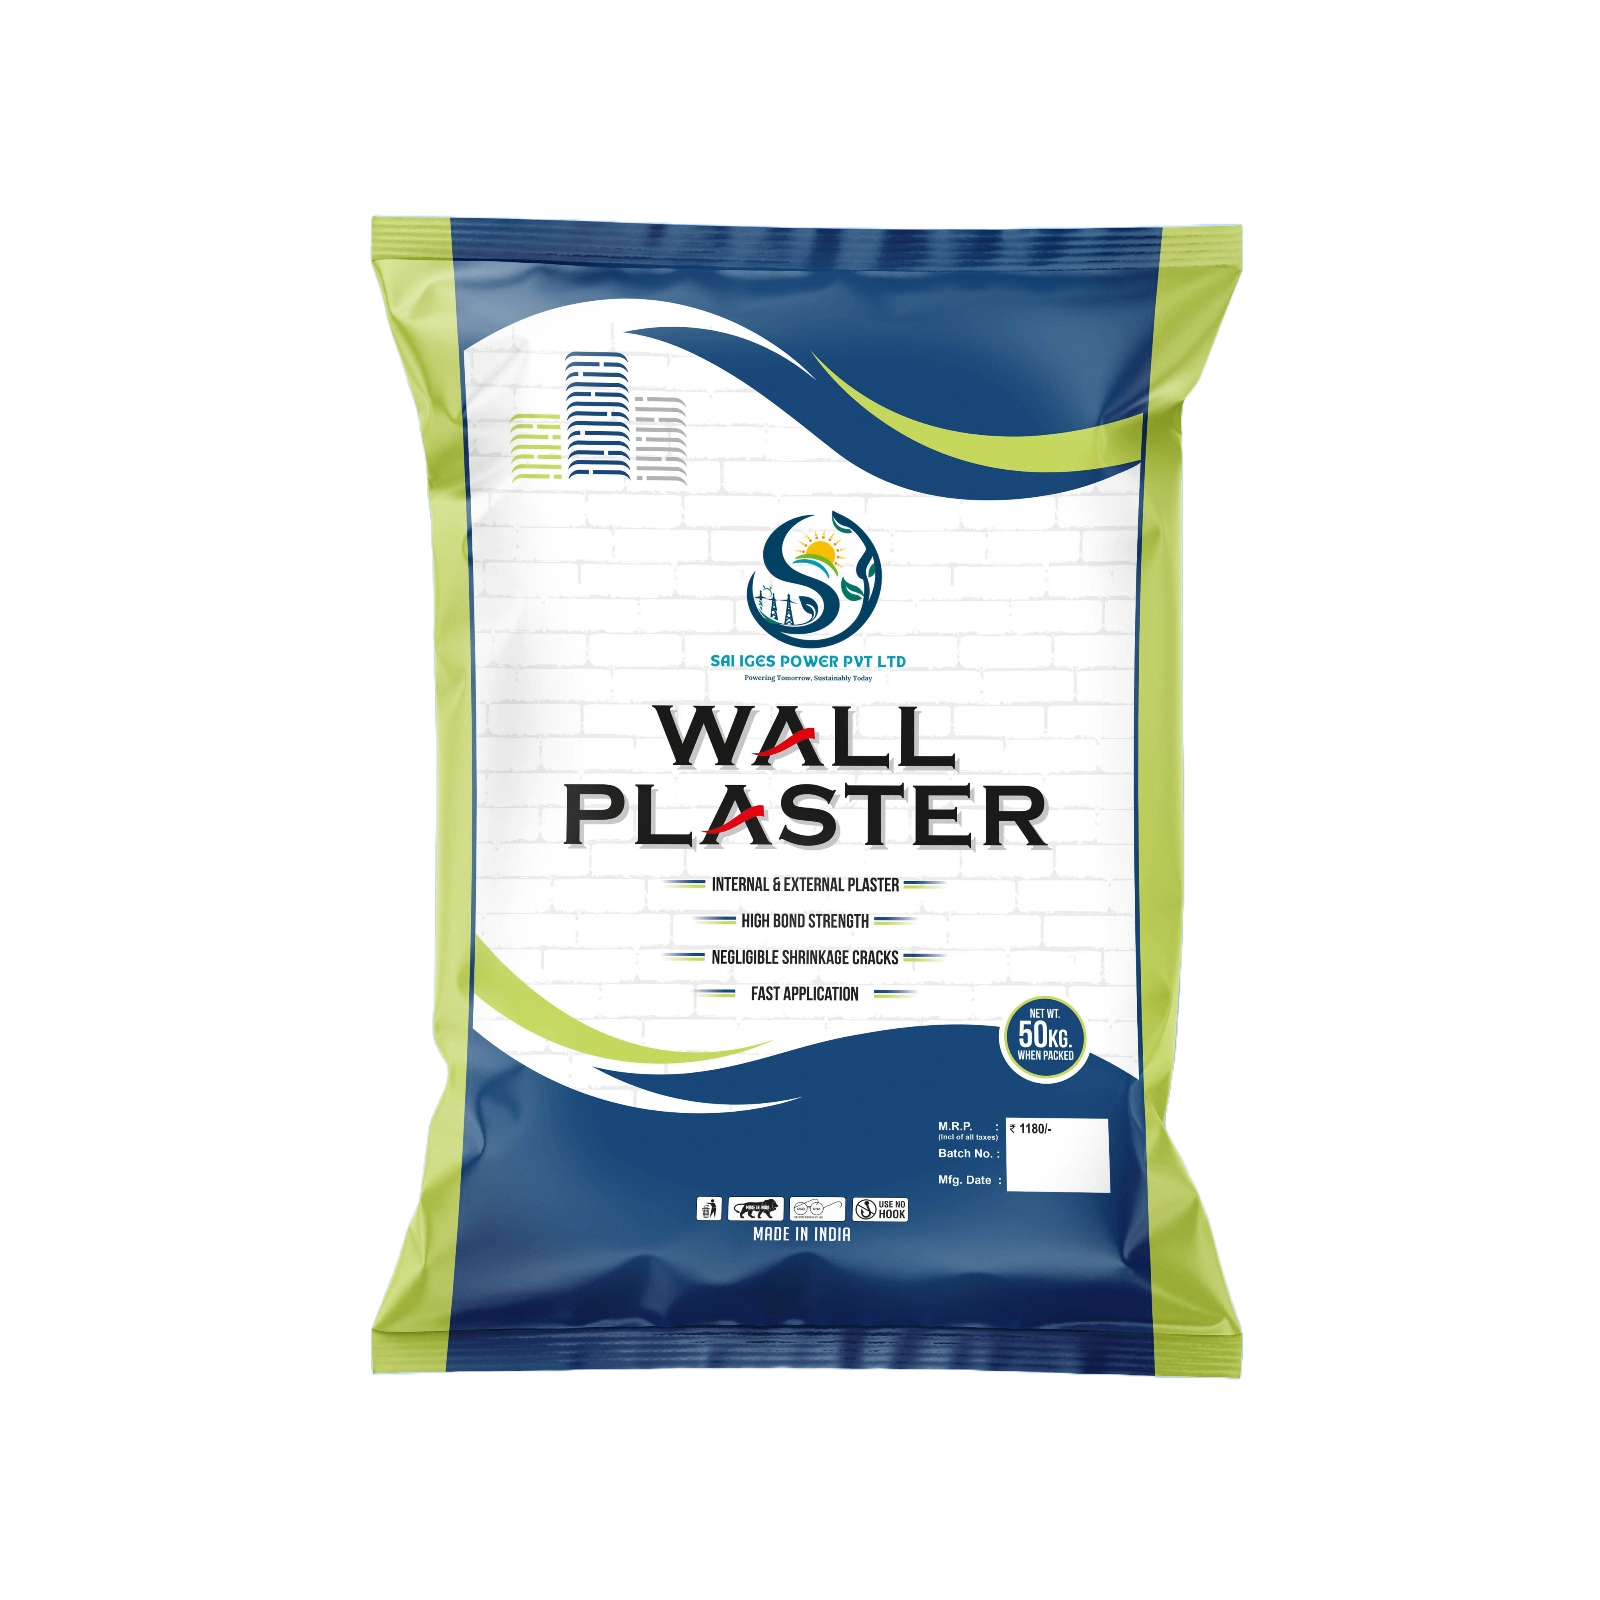 SAI IGES POWER PVT LTD
Powering Tomorrow, Sustainably Today
WALL
PLASTER
INTERNAL & EXTERNAL PLASTER
HIGH BOND STRENGTH
NEGLIGIBLE SHRINKAGE CRACKS
FAST APPLICATION
NET WT.
50KG.
WHEN PACKED
M.R.P. : ₹ 1180/-
(Incl of all taxes)
Batch No. :
Mfg. Date :
USE NO
HOOK
MADE IN INDIA